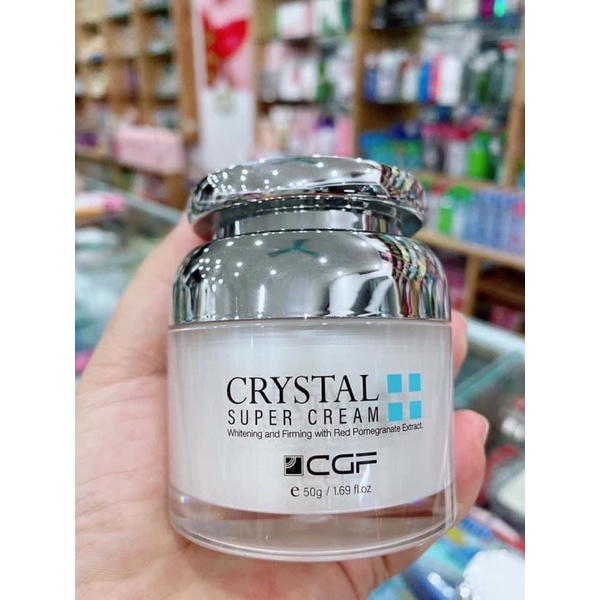 CRYSTAL
SUPER CREAM
Whitening and Firming with Red Pomegranate Extract.
CGF
e 50g / 1.69 fl.oz